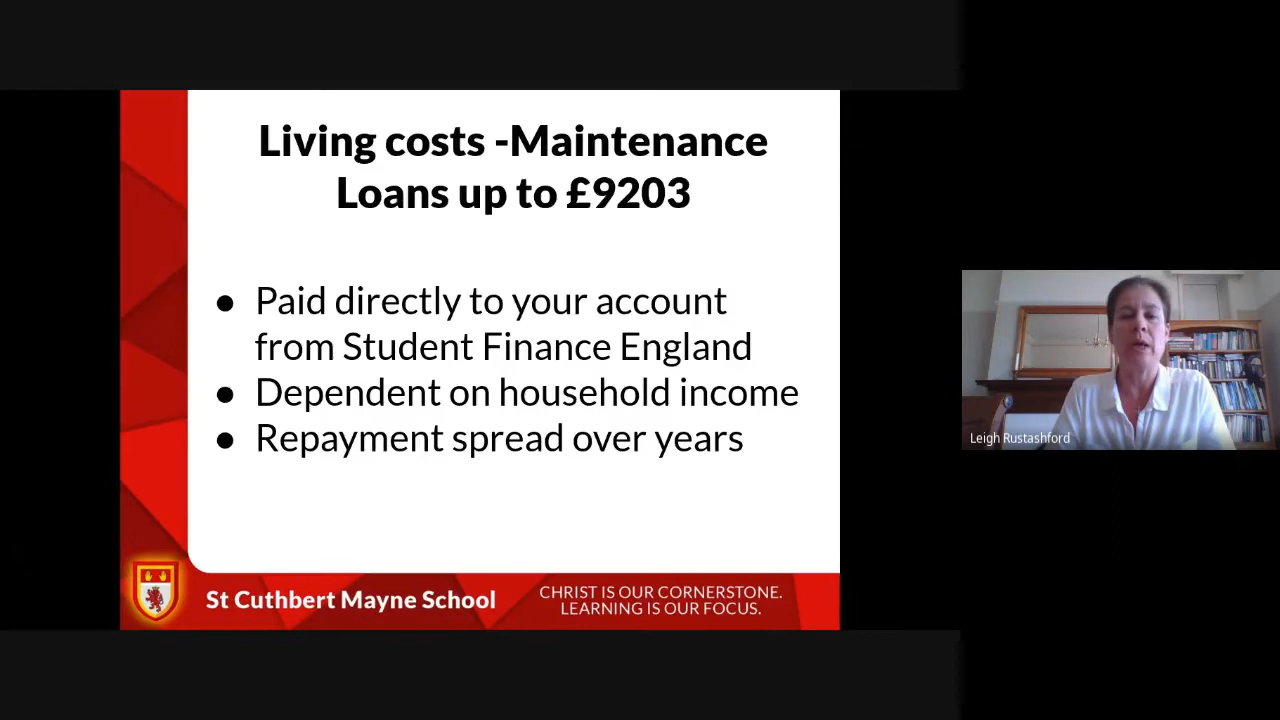 Living costs -Maintenance
Loans up to £9203
● Paid directly to your account
from Student Finance England
● Dependent on household income
● Repayment spread over years
St Cuthbert Mayne School
CHRIST IS OUR CORNERSTONE.
LEARNING IS OUR FOCUS.
Leigh Rustashford